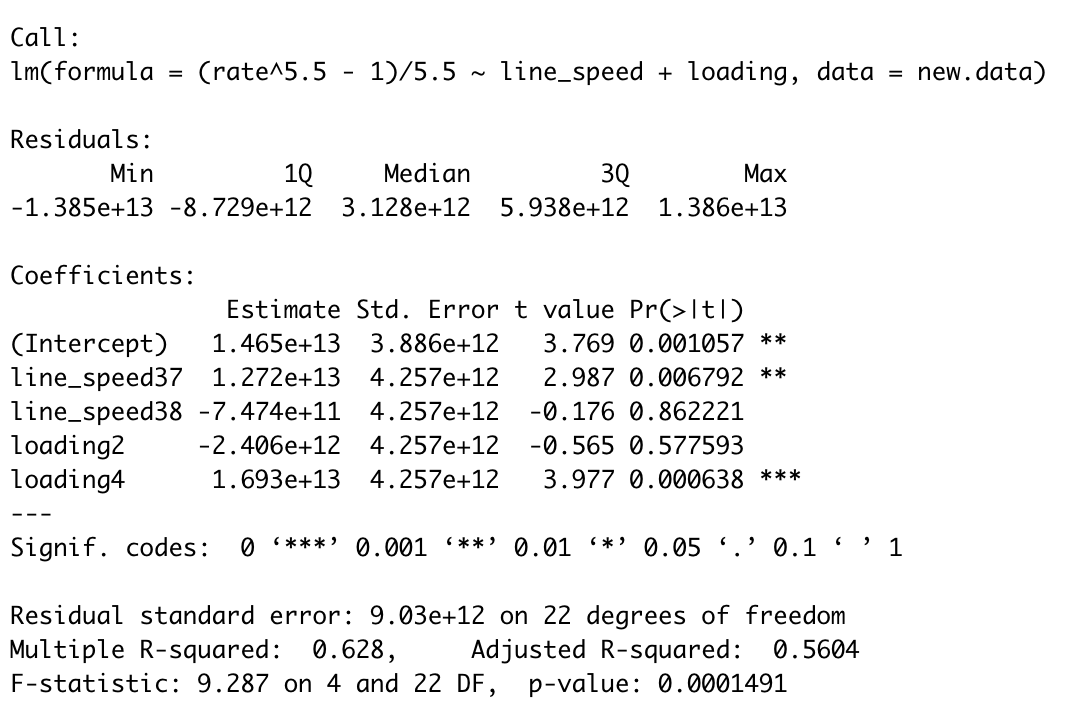 Call:
lm(formula = (rate^5.5 - 1)/5.5 ~ line_speed + loading, data = new.data)
Residuals:
Min 1Q Median 3Q Max
-1.385e+13 -8.729e+12 3.128e+12 5.938e+12 1.386e+13
Coefficients:
Estimate Std. Error t value Pr(>|t|)
(Intercept) 1.465e+13 3.886e+12 3.769 0.001057 **
line_speed37 1.272e+13 4.257e+12 2.987 0.006792 **
line_speed38 -7.474e+11 4.257e+12 -0.176 0.862221
loading2 -2.406e+12 4.257e+12 -0.565 0.577593
loading4 1.693e+13 4.257e+12 3.977 0.000638 ***
---
Signif. codes: 0 ‘***’ 0.001 ‘**’ 0.01 ‘*’ 0.05 ‘.’ 0.1 ‘ ’ 1
Residual standard error: 9.03e+12 on 22 degrees of freedom
Multiple R-squared: 0.628, Adjusted R-squared: 0.5604
F-statistic: 9.287 on 4 and 22 DF, p-value: 0.0001491